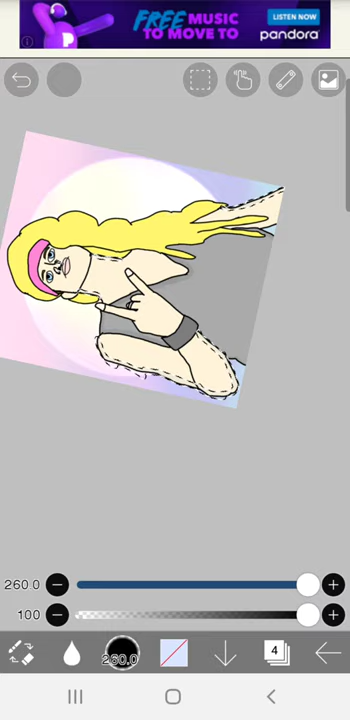 FREE MUSIC
TO MOVE TO
LISTEN NOW
pandora
260.0
100
260.0
4